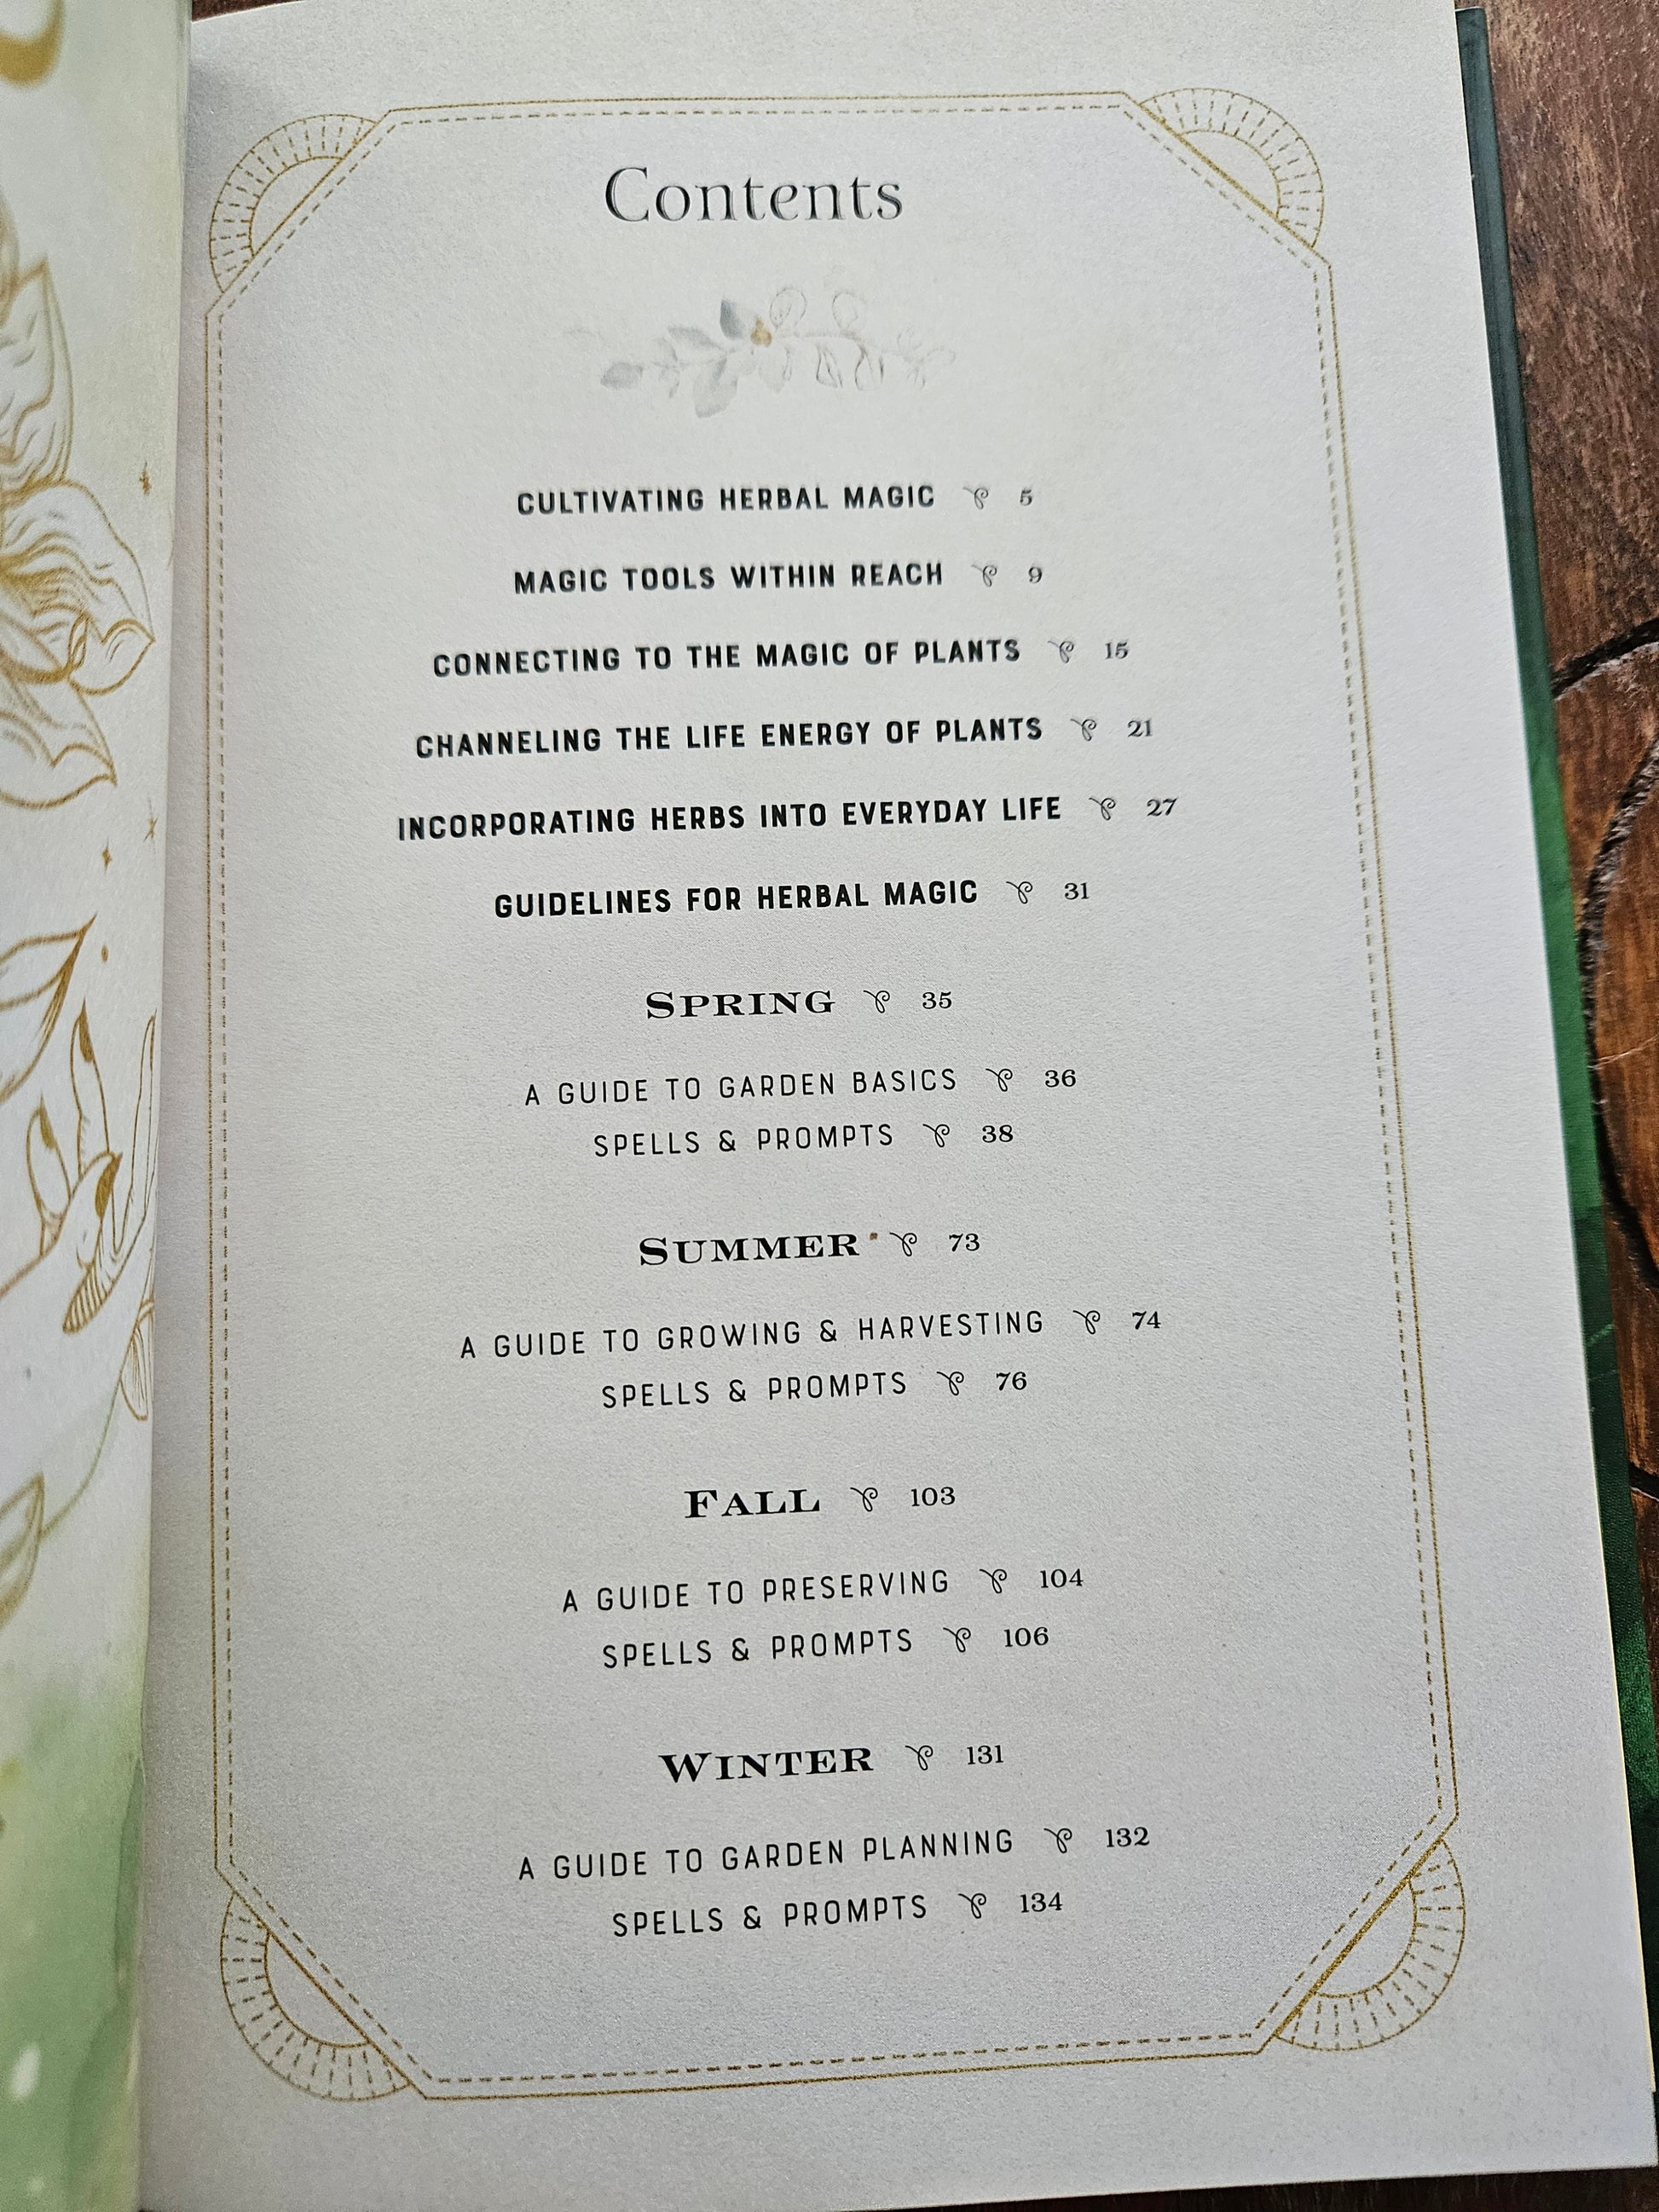 Contents
CULTIVATING HERBAL MAGIC 5
MAGIC TOOLS WITHIN REACH 9
CONNECTING TO THE MAGIC OF PLANTS 15
CHANNELING THE LIFE ENERGY OF PLANTS 21
INCORPORATING HERBS INTO EVERYDAY LIFE 27
GUIDELINES FOR HERBAL MAGIC 31
SPRING 35
A GUIDE TO GARDEN BASICS 36
SPELLS & PROMPTS 38
SUMMER 73
A GUIDE TO GROWING & HARVESTING 74
SPELLS & PROMPTS 76
FALL 103
A GUIDE TO PRESERVING 104
SPELLS & PROMPTS 106
WINTER 131
A GUIDE TO GARDEN PLANNING 132
SPELLS & PROMPTS 134